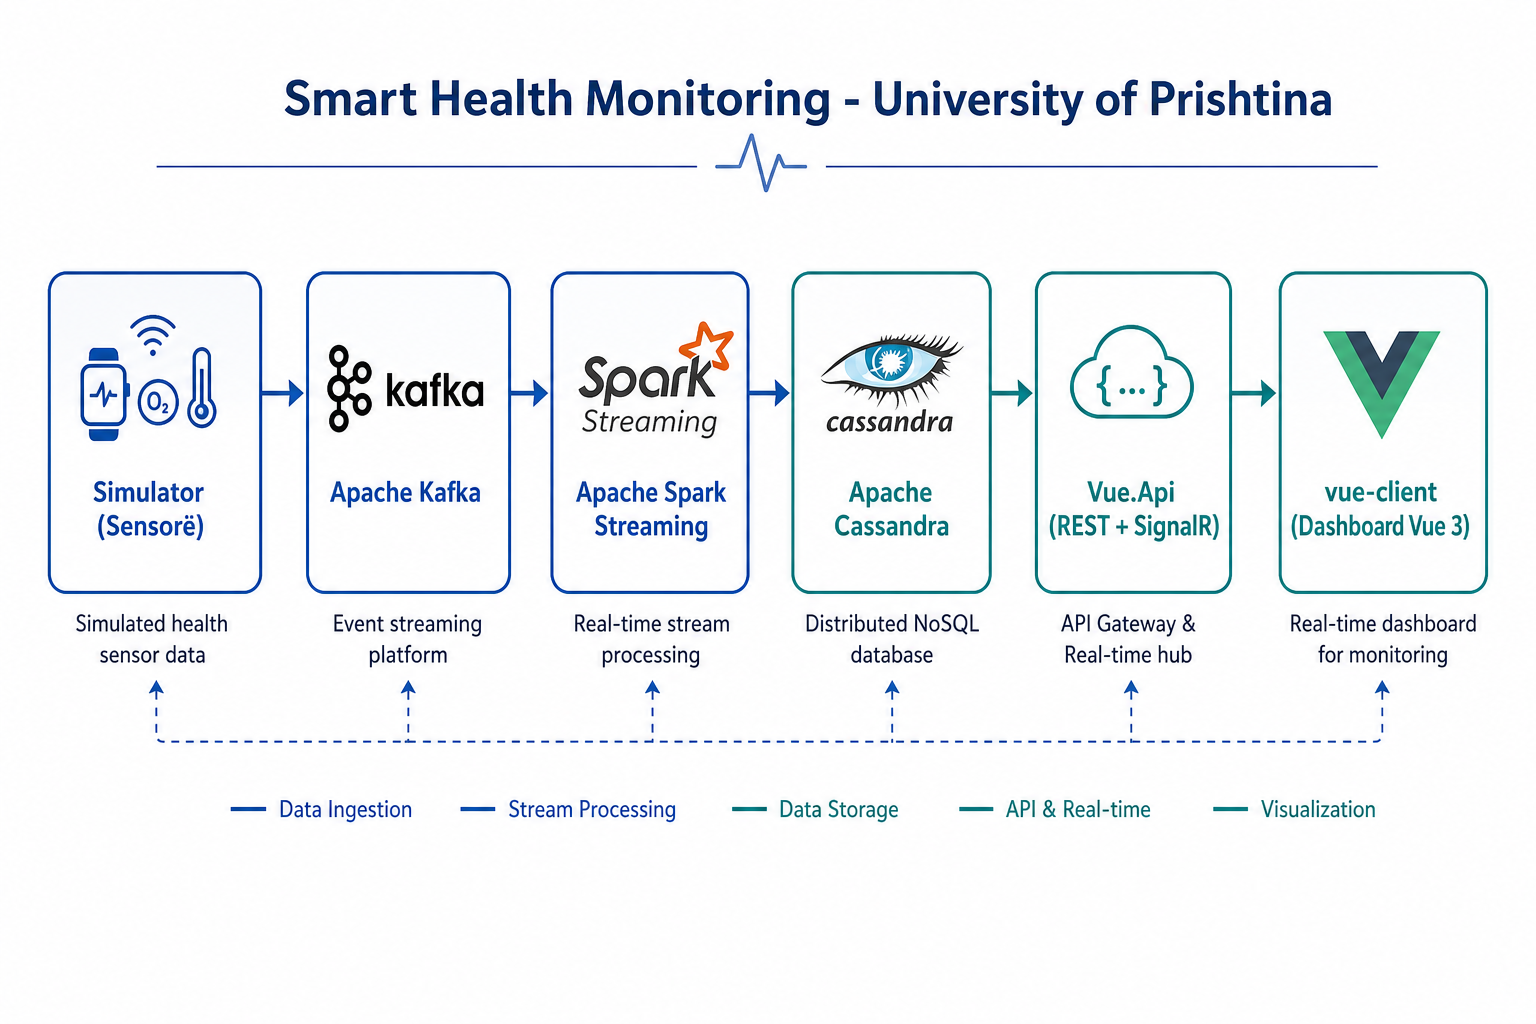 Smart Health Monitoring - University of Prishtina
O₂
kafka
Spark
Streaming
cassandra
{...}
Simulator
(Sensorë)
Apache Kafka
Apache Spark
Streaming
Apache
Cassandra
Vue.Api
(REST + SignalR)
vue-client
(Dashboard Vue 3)
Simulated health
sensor data
Event streaming
platform
Real-time stream
processing
Distributed NoSQL
database
API Gateway &
Real-time hub
Real-time dashboard
for monitoring
Data Ingestion
Stream Processing
Data Storage
API & Real-time
Visualization